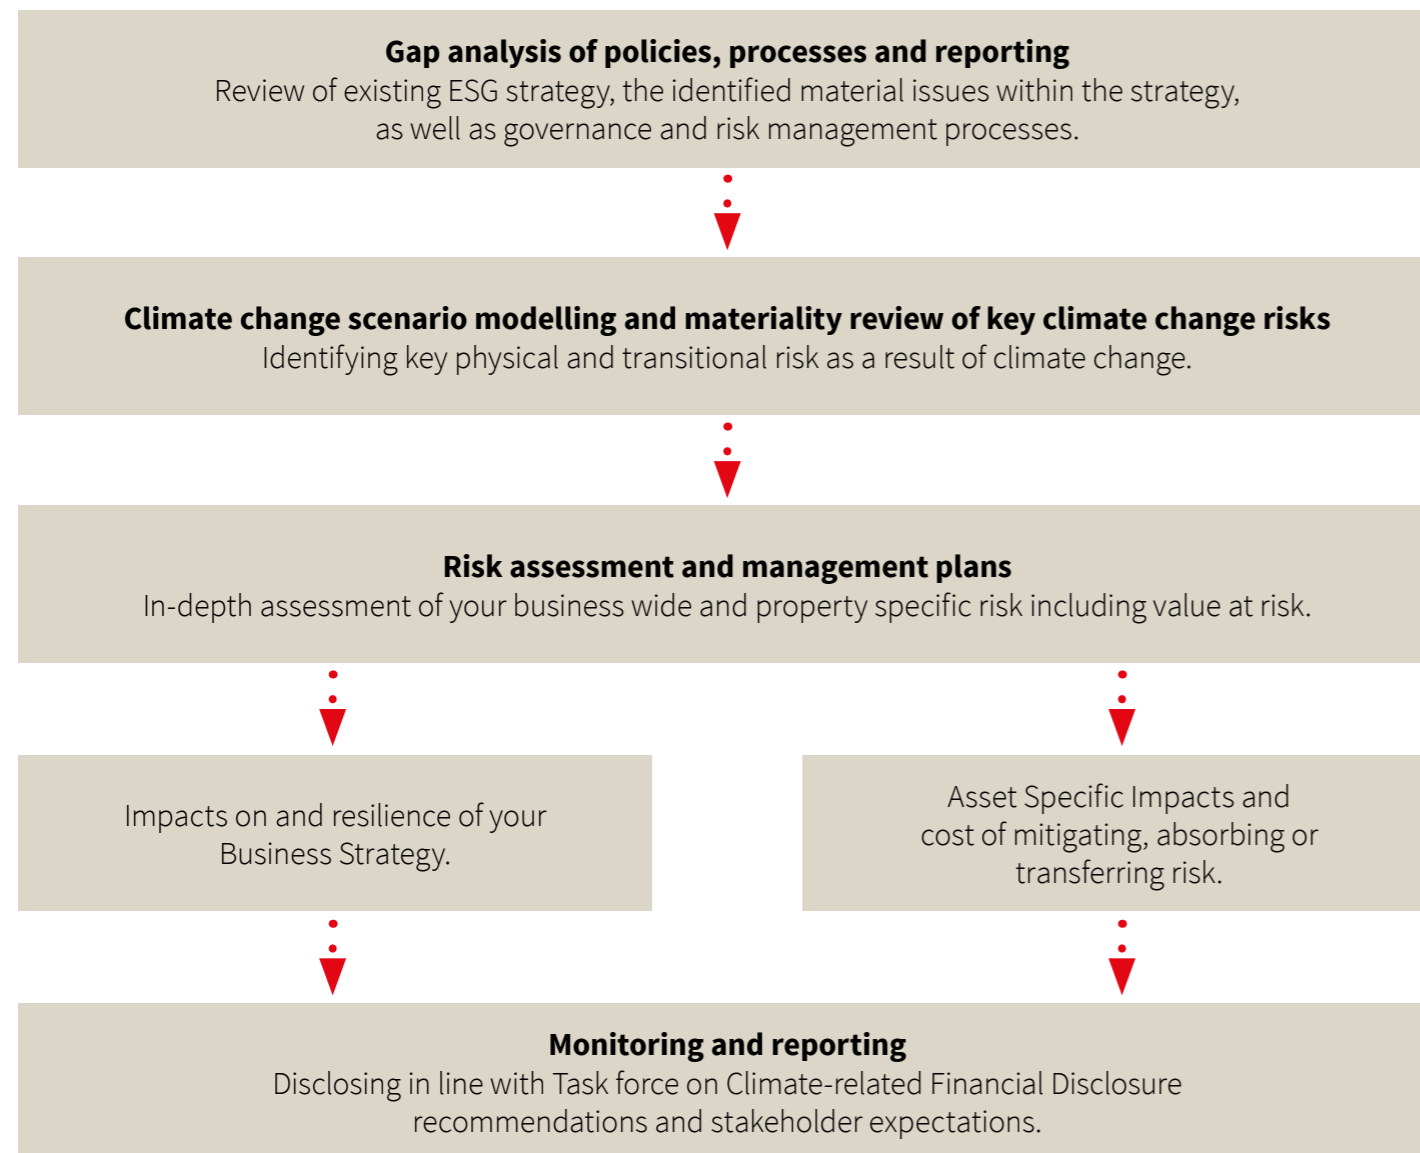 Gap analysis of policies, processes and reporting
Review of existing ESG strategy, the identified material issues within the strategy,
as well as governance and risk management processes.
Climate change scenario modelling and materiality review of key climate change risks
Identifying key physical and transitional risk as a result of climate change.
Risk assessment and management plans
In-depth assessment of your business wide and property specific risk including value at risk.
Impacts on and resilience of your
Business Strategy.
Asset Specific Impacts and
cost of mitigating, absorbing or
transferring risk.
Monitoring and reporting
Disclosing in line with Task force on Climate-related Financial Disclosure
recommendations and stakeholder expectations.